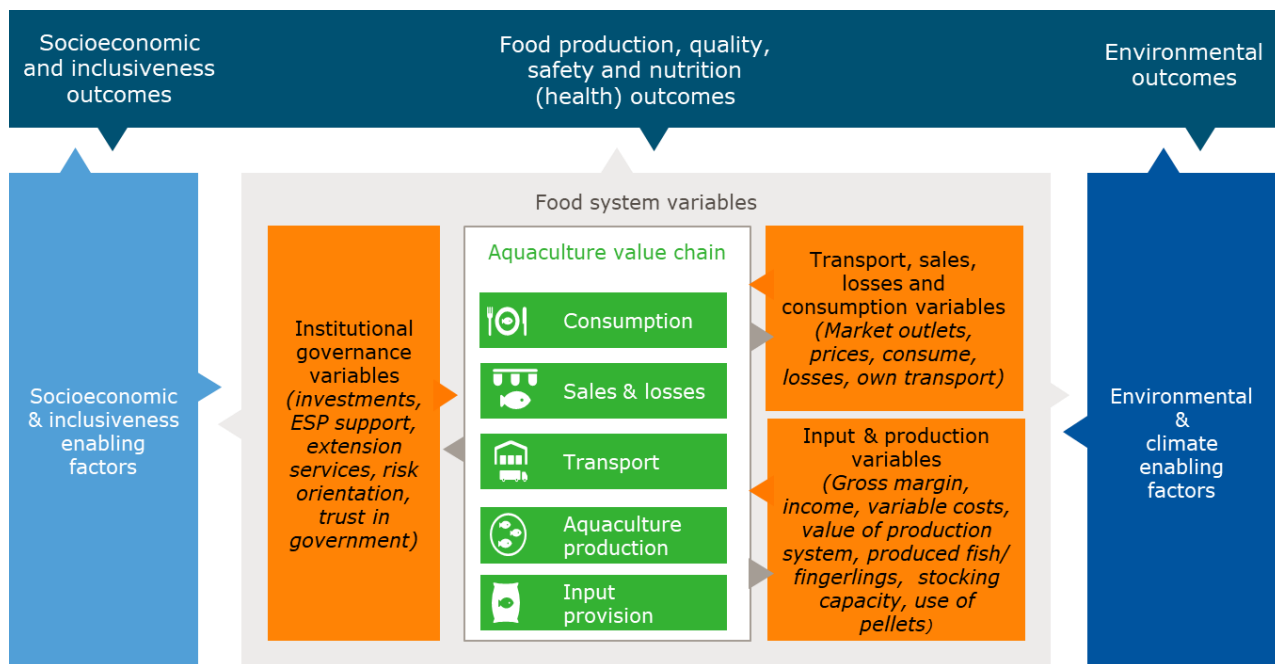 Socioeconomic
and inclusiveness
outcomes
Food production, quality,
safety and nutrition
(health) outcomes
Environmental
outcomes
Socioeconomic
& inclusiveness
enabling
factors
Food system variables
Institutional
governance
variables
(investments,
ESP support,
extension
services, risk
orientation,
trust in
government)
Aquaculture value chain
Consumption
Sales & losses
Transport
Aquaculture
production
Input
provision
Transport, sales,
losses and
consumption variables
(Market outlets,
prices, consume,
losses, own transport)
Input & production
variables
(Gross margin,
income, variable costs,
value of production
system, produced fish/
fingerlings, stocking
capacity, use of
pellets)
Environmental
&
climate
enabling
factors